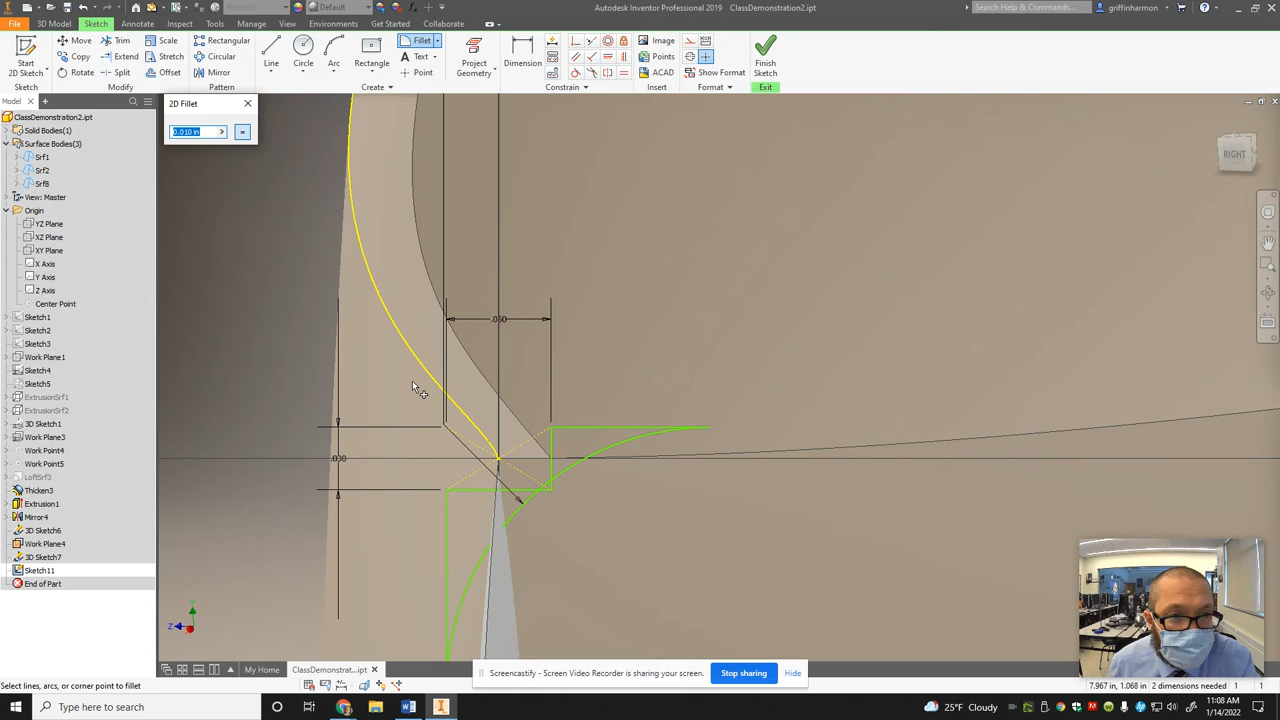 Material
Default
Autodesk Inventor Professional 2019 ClassDemonstration2.ipt
Search Help & Commands...
griffinharmon
File 3D Model Sketch Annotate Inspect Tools Manage View Environments Get Started Collaborate
Start
2D Sketch
Sketch
Move Trim Scale
Copy Extend Stretch
Rotate Split Offset
Modify
Rectangular
Circular
Mirror
Pattern
Line Circle Arc Rectangle
Fillet
Text
Point
Create
Project
Geometry
Dimension
Constrain
Image
Points
ACAD
Insert
Show Format
Format
Finish
Sketch
Exit
Model
ClassDemonstration2.ipt
Solid Bodies(1)
Surface Bodies(3)
Srf1
Srf2
Srf8
View: Master
Origin
YZ Plane
XZ Plane
XY Plane
X Axis
Y Axis
Z Axis
Center Point
Sketch1
Sketch2
Sketch3
Work Plane1
Sketch4
Sketch5
ExtrusionSrf1
ExtrusionSrf2
3D Sketch1
Work Plane3
Work Point4
Work Point5
LoftSrf3
Thicken3
Extrusion1
Mirror4
3D Sketch6
Work Plane4
3D Sketch7
Sketch11
End of Part
2D Fillet
0.010 in
=
RIGHT
.050
.030
Z
My Home ClassDemonstrat...ipt
Screencastify - Screen Video Recorder is sharing your screen. Stop sharing Hide
Select lines, arcs, or corner point to fillet
7.967 in, 1.068 in 2 dimensions needed 1 1
Type here to search
25°F Cloudy
11:08 AM
1/14/2022